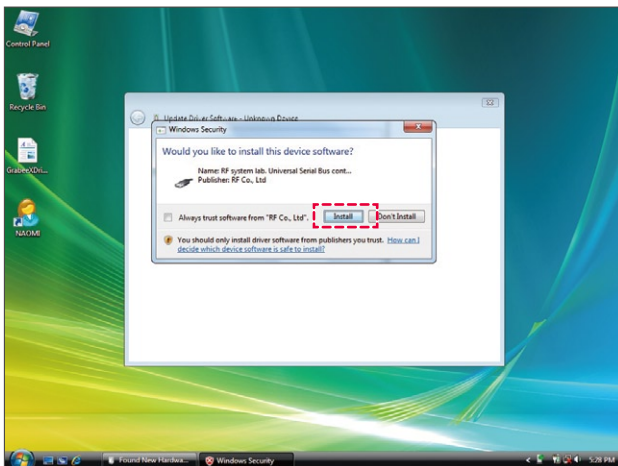 Control Panel
Recycle Bin
GrabeeXDri...
NAOMI
Update Driver Software - Unknown Device
Windows Security
Would you like to install this device software?
Name: RF system lab. Universal Serial Bus cont...
Publisher: RF Co., Ltd
Always trust software from "RF Co., Ltd".
Install
Don't Install
You should only install driver software from publishers you trust. How can I
decide which device software is safe to install?
Found New Hardwa...
Windows Security
5:28 PM